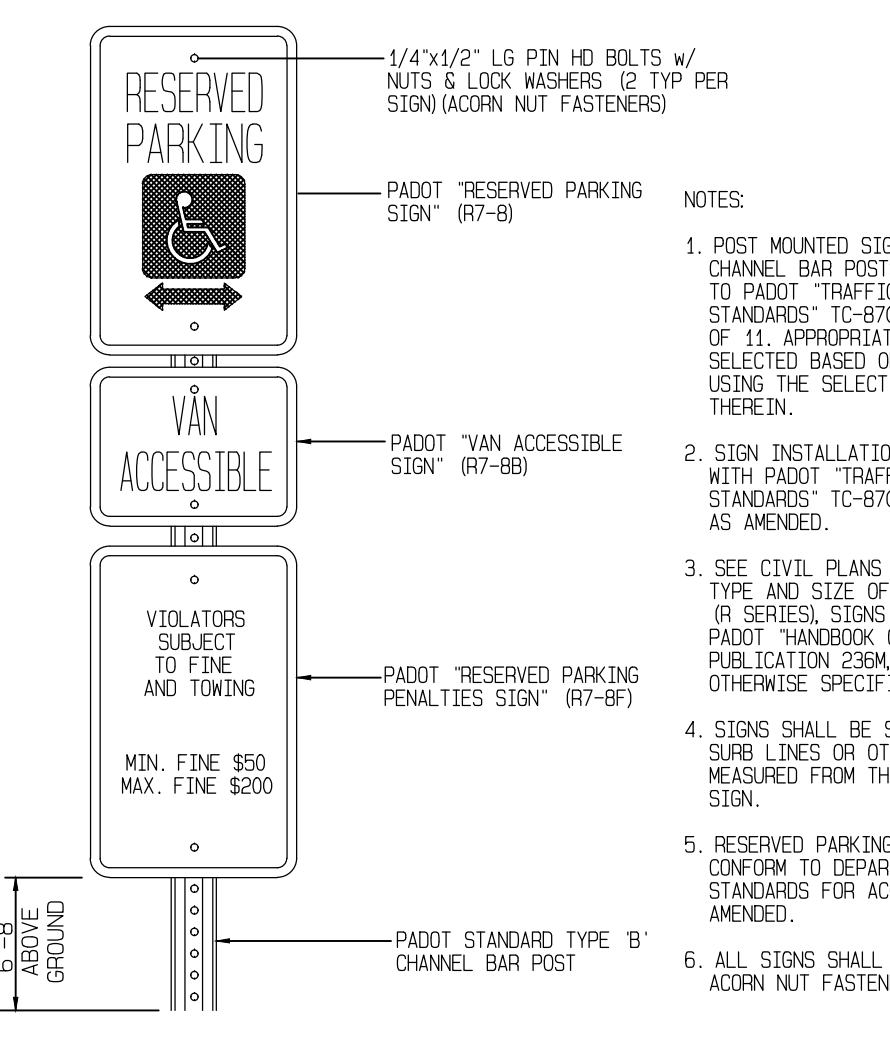 RESERVED
PARKING
VAN
ACCESSIBLE
VIOLATORS
SUBJECT
TO FINE
AND TOWING
MIN. FINE $50
MAX. FINE $200
6'-8
ABOVE
GROUND
1/4"x1/2" LG PIN HD BOLTS w/
NUTS & LOCK WASHERS (2 TYP PER
SIGN)(ACORN NUT FASTENERS)
PADOT "RESERVED PARKING
SIGN" (R7-8)
PADOT "VAN ACCESSIBLE
SIGN" (R7-8B)
PADOT "RESERVED PARKING
PENALTIES SIGN" (R7-8F)
PADOT STANDARD TYPE 'B'
CHANNEL BAR POST
NOTES:
1. POST MOUNTED SIG
CHANNEL BAR POST
TO PADOT "TRAFFIC
STANDARDS" TC-870
OF 11. APPROPRIAT
SELECTED BASED O
USING THE SELECT
THEREIN.
2. SIGN INSTALLATIO
WITH PADOT "TRAFF
STANDARDS" TC-870
AS AMENDED.
3. SEE CIVIL PLANS
TYPE AND SIZE OF
(R SERIES), SIGNS
PADOT "HANDBOOK O
PUBLICATION 236M,
OTHERWISE SPECIFI
4. SIGNS SHALL BE S
SURB LINES OR OT
MEASURED FROM TH
SIGN.
5. RESERVED PARKING
CONFORM TO DEPAR
STANDARDS FOR AC
AMENDED.
6. ALL SIGNS SHALL
ACORN NUT FASTEN